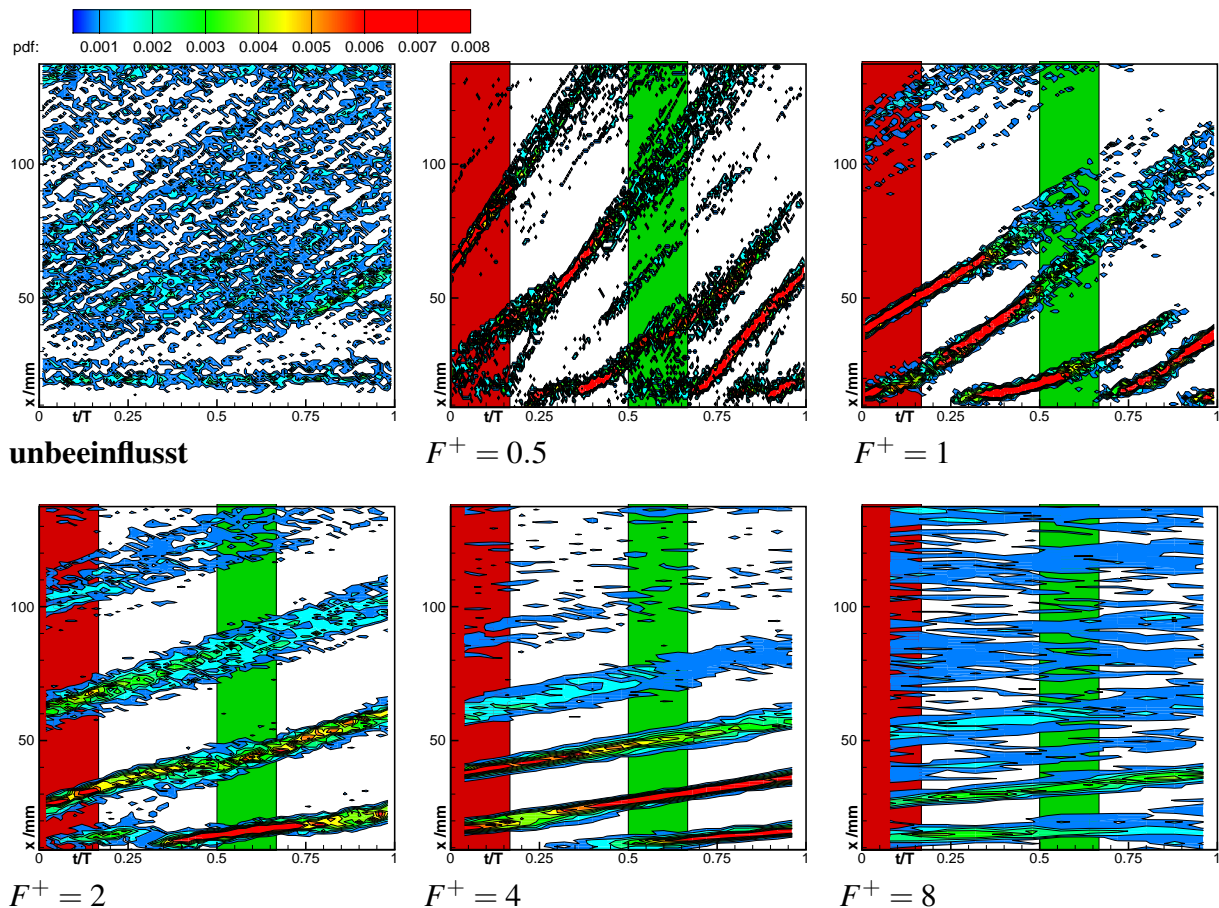 pdf: 0.001 0.002 0.003 0.004 0.005 0.006 0.007 0.008
x /mm
50
100
0 0.25 0.5 0.75 1
t/T
unbeeinflusst
x /mm
50
100
0 0.25 0.5 0.75 1
t/T
F⁺ = 0.5
x /mm
50
100
0 0.25 0.5 0.75 1
t/T
F⁺ = 1
x /mm
50
100
0 0.25 0.5 0.75 1
t/T
F⁺ = 2
x /mm
50
100
0 0.25 0.5 0.75 1
t/T
F⁺ = 4
x /mm
50
100
0 0.25 0.5 0.75 1
t/T
F⁺ = 8